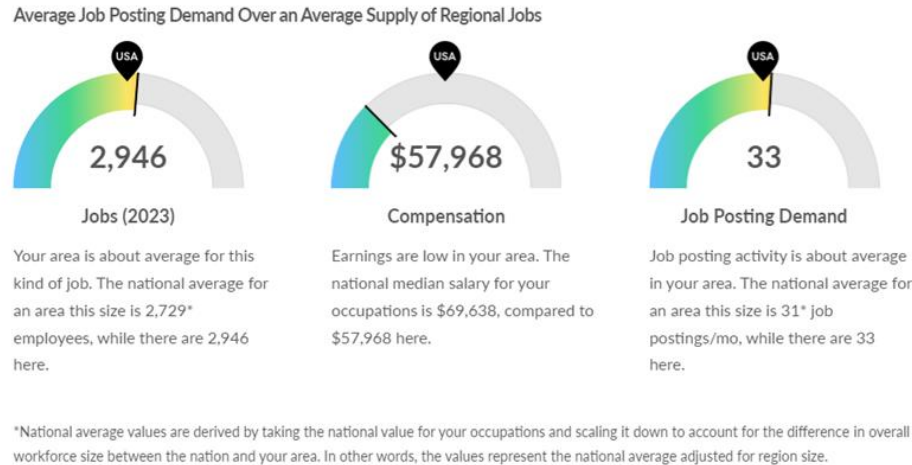 Average Job Posting Demand Over an Average Supply of Regional Jobs
USA
2,946
Jobs (2023)
Your area is about average for this
kind of job. The national average for
an area this size is 2,729*
employees, while there are 2,946
here.
USA
$57,968
Compensation
Earnings are low in your area. The
national median salary for your
occupations is $69,638, compared to
$57,968 here.
USA
33
Job Posting Demand
Job posting activity is about average
in your area. The national average for
an area this size is 31* job
postings/mo, while there are 33
here.
*National average values are derived by taking the national value for your occupations and scaling it down to account for the difference in overall
workforce size between the nation and your area. In other words, the values represent the national average adjusted for region size.